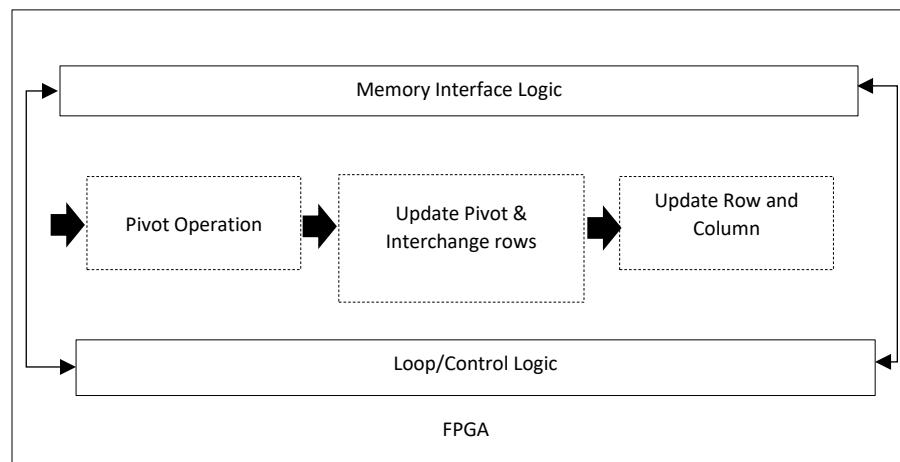 Memory Interface Logic
Pivot Operation
Update Pivot &
Interchange rows
Update Row and
Column
Loop/Control Logic
FPGA